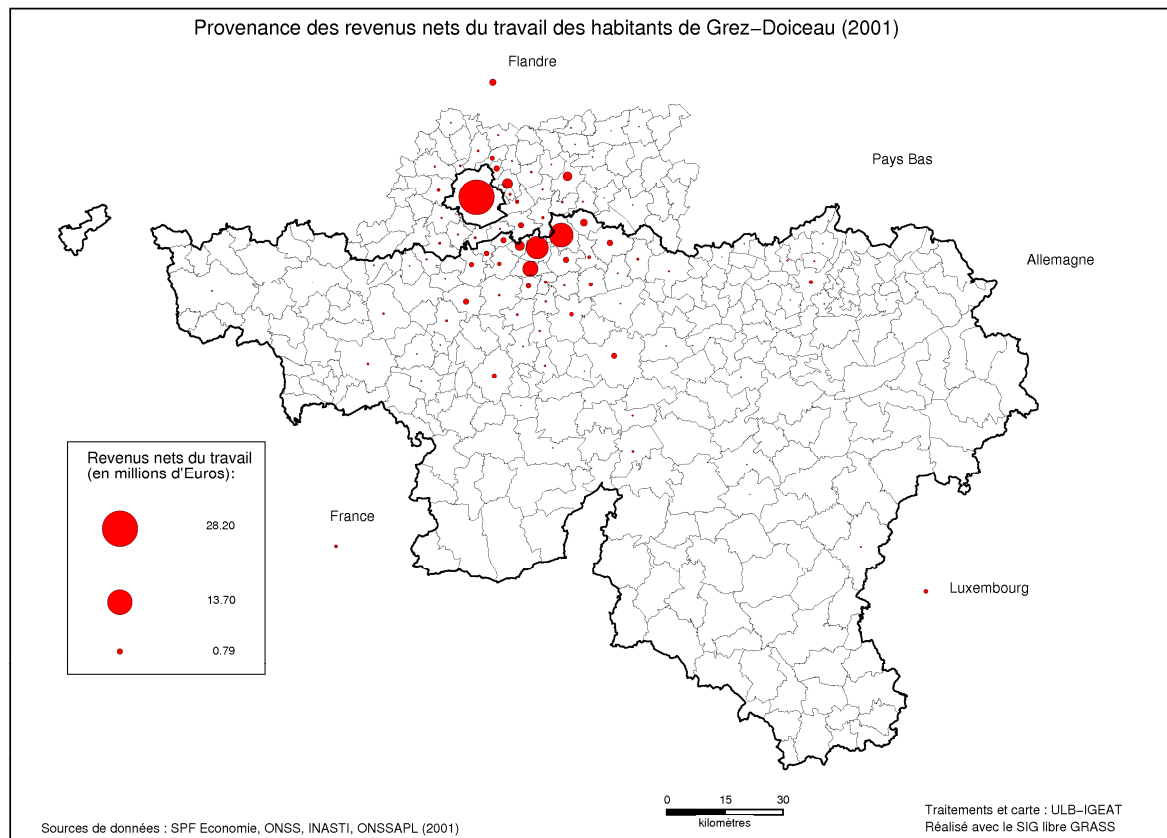 Provenance des revenus nets du travail des habitants de Grez–Doiceau (2001)
Flandre
Pays Bas
Allemagne
Revenus nets du travail
(en millions d'Euros):
28.20
13.70
0.79
France
Luxembourg
0 15 30
kilomètres
Sources de données : SPF Economie, ONSS, INASTI, ONSSAPL (2001)
Traitements et carte : ULB–IGEAT
Réalisé avec le SIG libre GRASS